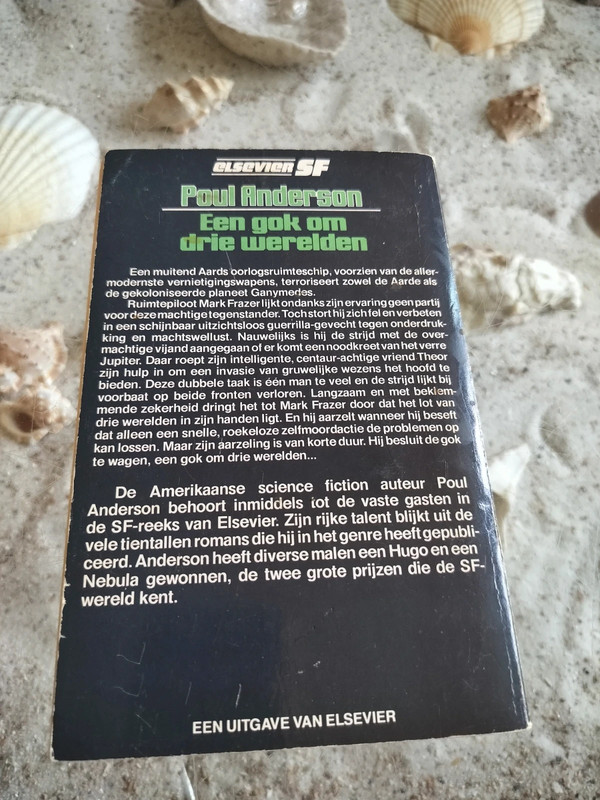 elsevier SF
Poul Anderson
Een gok om
drie werelden
Een muitend Aards oorlogsruimteschip, voorzien van de aller-
modernste vernietigingswapens, terroriseert zowel de Aarde als
de gekoloniseerde planeet Ganymedes.
Ruimtepiloot Mark Frazer lijkt ondanks zijn ervaring geen partij
voor deze machtige tegenstander. Toch stort hij zich fel en verbeten
in een schijnbaar uitzichtsloos guerrilla-gevecht tegen onderdruk-
king en machtswellust. Nauwelijks is hij de strijd met de over-
machtige vijand aangegaan of er komt een noodkreet van het verre
Jupiter. Daar roept zijn intelligente, centaur-achtige vriend Theor
zijn hulp in om een invasie van gruwelijke wezens het hoofd te
bieden. Deze dubbele taak is één man te veel en de strijd lijkt bij
voorbaat op beide fronten verloren. Langzaam en met beklem-
mende zekerheid dringt het tot Mark Frazer door dat het lot van
drie werelden in zijn handen ligt. En hij aarzelt wanneer hij beseft
dat alleen een snelle, roekeloze zelfmoordactie de problemen op
kan lossen. Maar zijn aarzeling is van korte duur. Hij besluit de gok
te wagen, een gok om drie werelden...
De Amerikaanse science fiction auteur Poul
Anderson behoort inmiddels tot de vaste gasten in
de SF-reeks van Elsevier. Zijn rijke talent blijkt uit de
vele tientallen romans die hij in het genre heeft gepubli-
ceerd. Anderson heeft diverse malen een Hugo en een
Nebula gewonnen, de twee grote prijzen die de SF-
wereld kent.
EEN UITGAVE VAN ELSEVIER